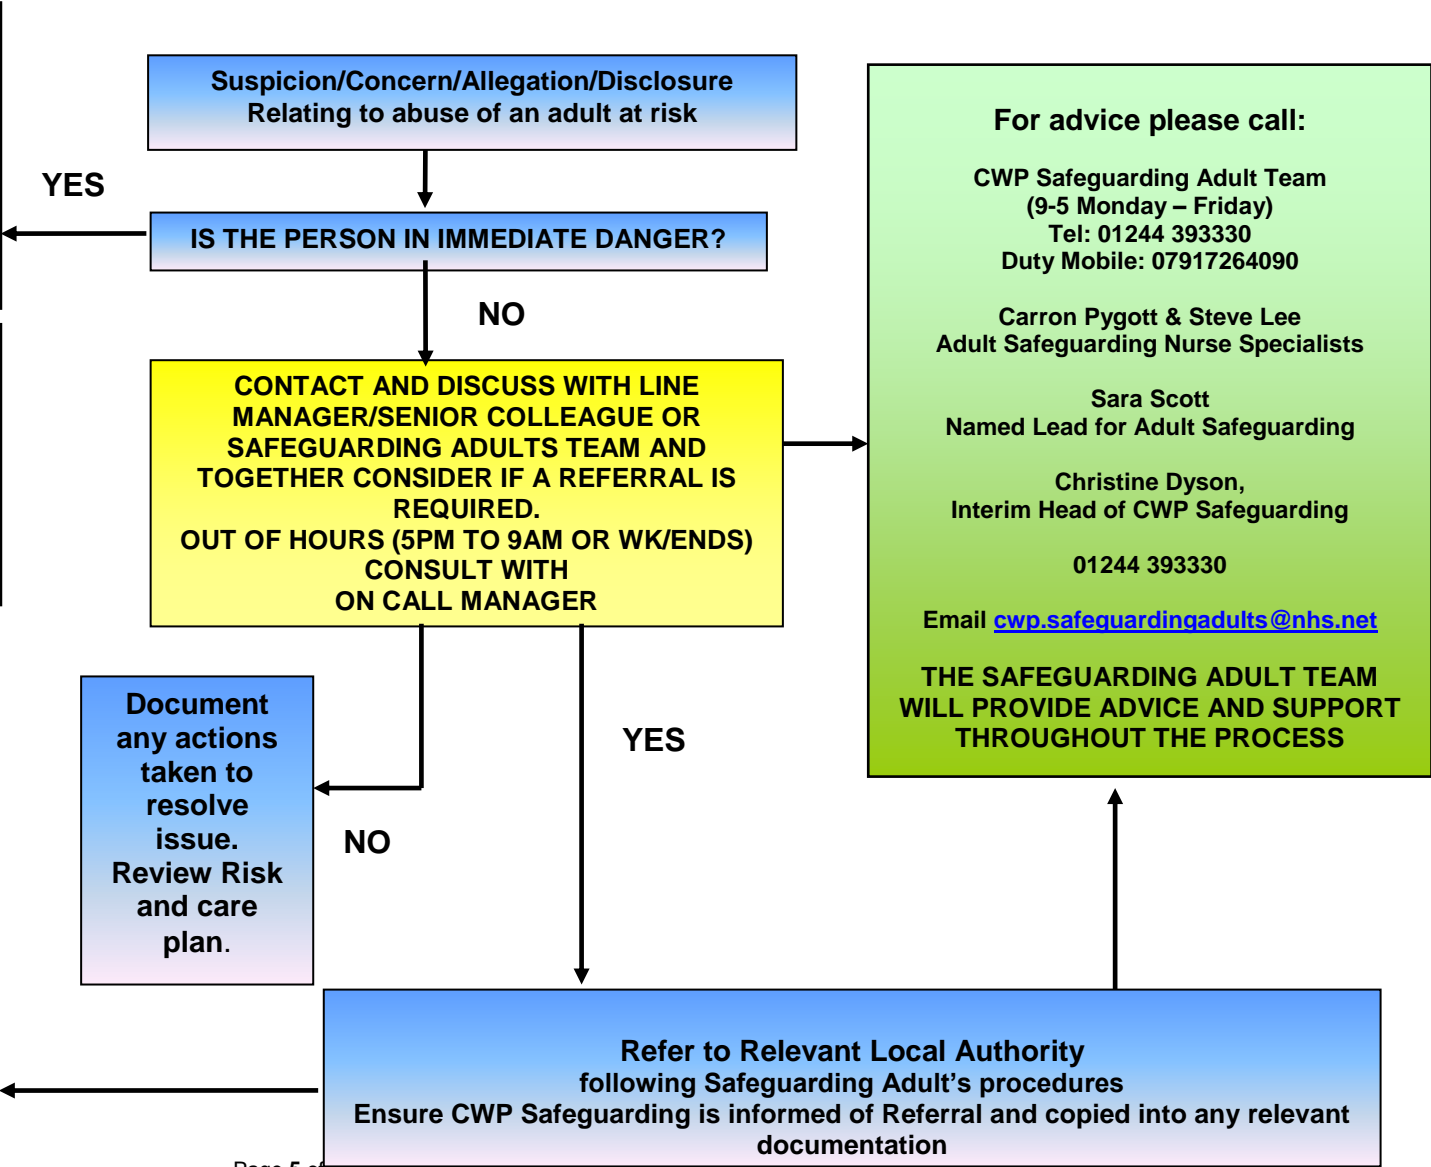 Suspicion/Concern/Allegation/Disclosure
Relating to abuse of an adult at risk
YES
IS THE PERSON IN IMMEDIATE DANGER?
NO
CONTACT AND DISCUSS WITH LINE
MANAGER/SENIOR COLLEAGUE OR
SAFEGUARDING ADULTS TEAM AND
TOGETHER CONSIDER IF A REFERRAL IS
REQUIRED.
OUT OF HOURS (5PM TO 9AM OR WK/ENDS)
CONSULT WITH
ON CALL MANAGER
For advice please call:
CWP Safeguarding Adult Team
(9-5 Monday – Friday)
Tel: 01244 393330
Duty Mobile: 07917264090
Carron Pygott & Steve Lee
Adult Safeguarding Nurse Specialists
Sara Scott
Named Lead for Adult Safeguarding
Christine Dyson,
Interim Head of CWP Safeguarding
01244 393330
Email cwp.safeguardingadults@nhs.net
THE SAFEGUARDING ADULT TEAM
WILL PROVIDE ADVICE AND SUPPORT
THROUGHOUT THE PROCESS
Document
any actions
taken to
resolve
issue.
Review Risk
and care
plan.
NO
YES
Refer to Relevant Local Authority
following Safeguarding Adult’s procedures
Ensure CWP Safeguarding is informed of Referral and copied into any relevant
documentation
Page 5 of